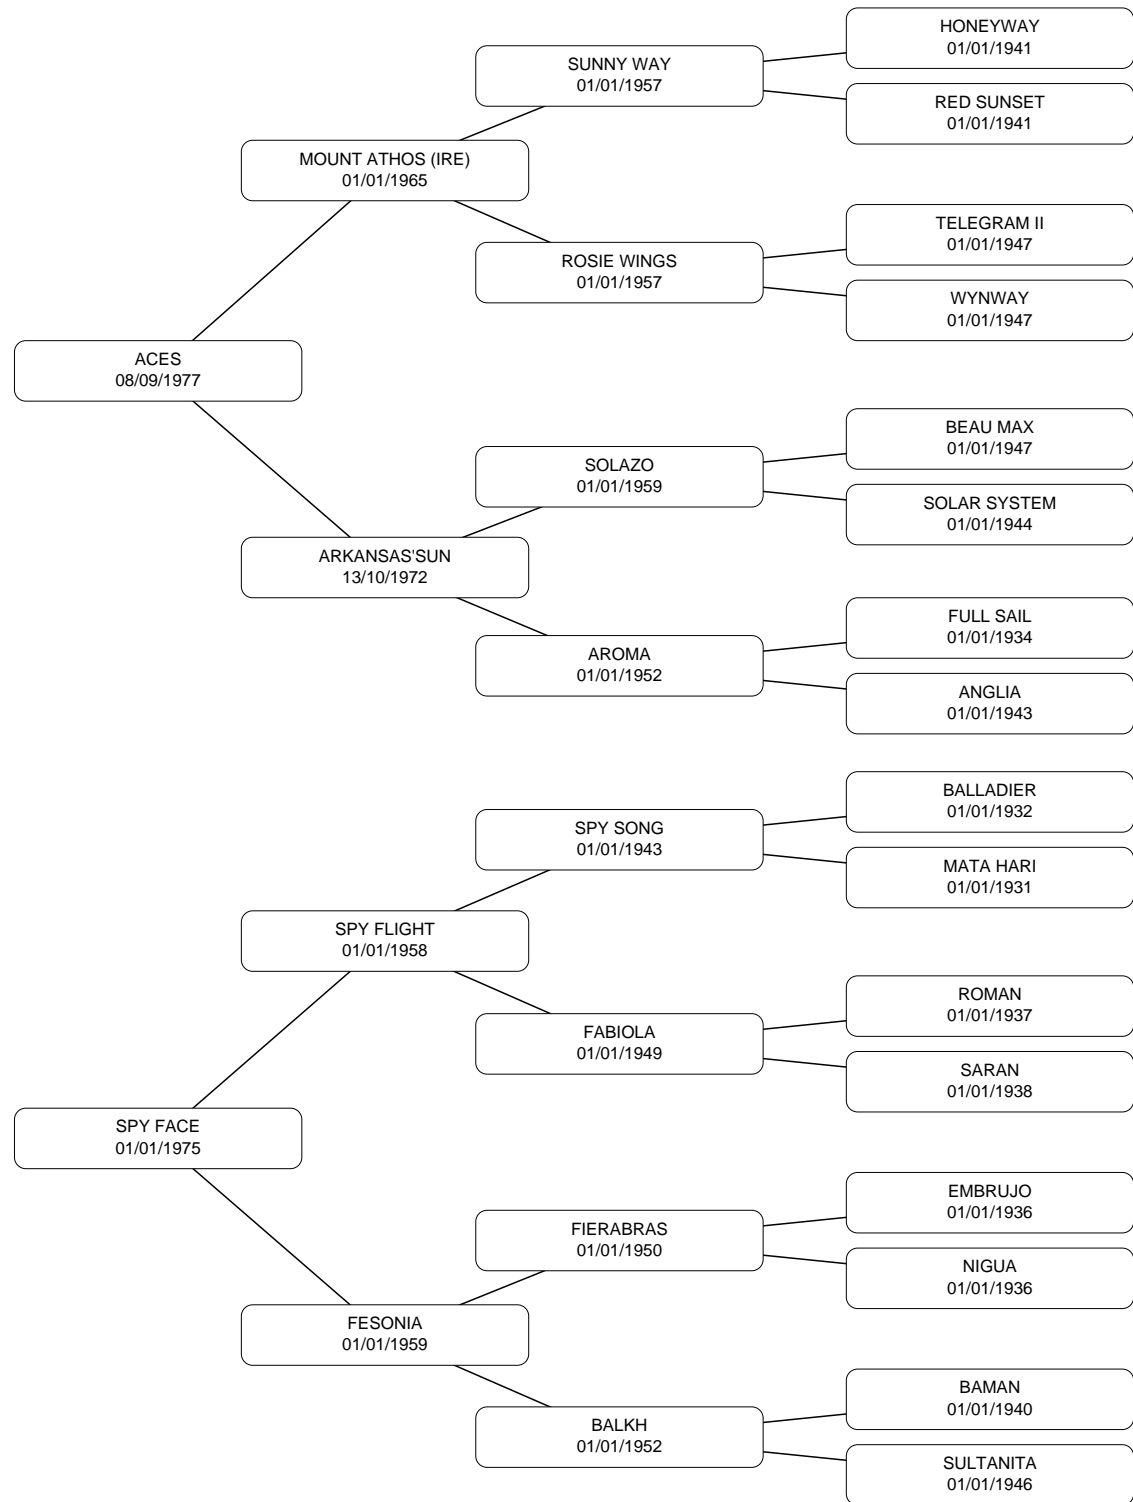 HONEYWAY
01/01/1941
SUNNY WAY
01/01/1957
RED SUNSET
01/01/1941
MOUNT ATHOS (IRE)
01/01/1965
TELEGRAM II
01/01/1947
ROSIE WINGS
01/01/1957
WYNWAY
01/01/1947
ACES
08/09/1977
BEAU MAX
01/01/1947
SOLAZO
01/01/1959
SOLAR SYSTEM
01/01/1944
ARKANSAS'SUN
13/10/1972
FULL SAIL
01/01/1934
AROMA
01/01/1952
ANGLIA
01/01/1943
BALLADIER
01/01/1932
SPY SONG
01/01/1943
MATA HARI
01/01/1931
SPY FLIGHT
01/01/1958
ROMAN
01/01/1937
FABIOLA
01/01/1949
SARAN
01/01/1938
SPY FACE
01/01/1975
EMBRUJO
01/01/1936
FIERABRAS
01/01/1950
NIGUA
01/01/1936
FESONIA
01/01/1959
BAMAN
01/01/1940
BALKH
01/01/1952
SULTANITA
01/01/1946